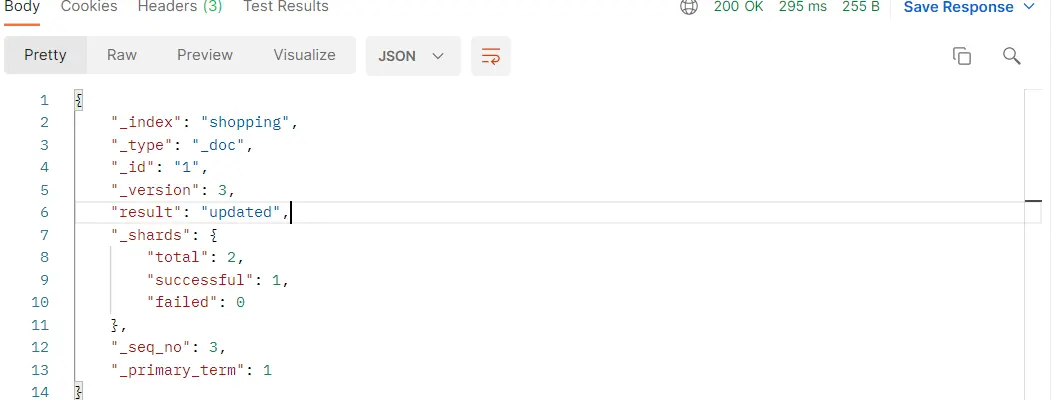 Body Cookies Headers (3) Test Results 200 OK 295 ms 255 B Save Response
Pretty Raw Preview Visualize JSON
1 {
2 "_index": "shopping",
3 "_type": "_doc",
4 "_id": "1",
5 "_version": 3,
6 "result": "updated",
7 "_shards": {
8 "total": 2,
9 "successful": 1,
10 "failed": 0
11 },
12 "_seq_no": 3,
13 "_primary_term": 1
14 }